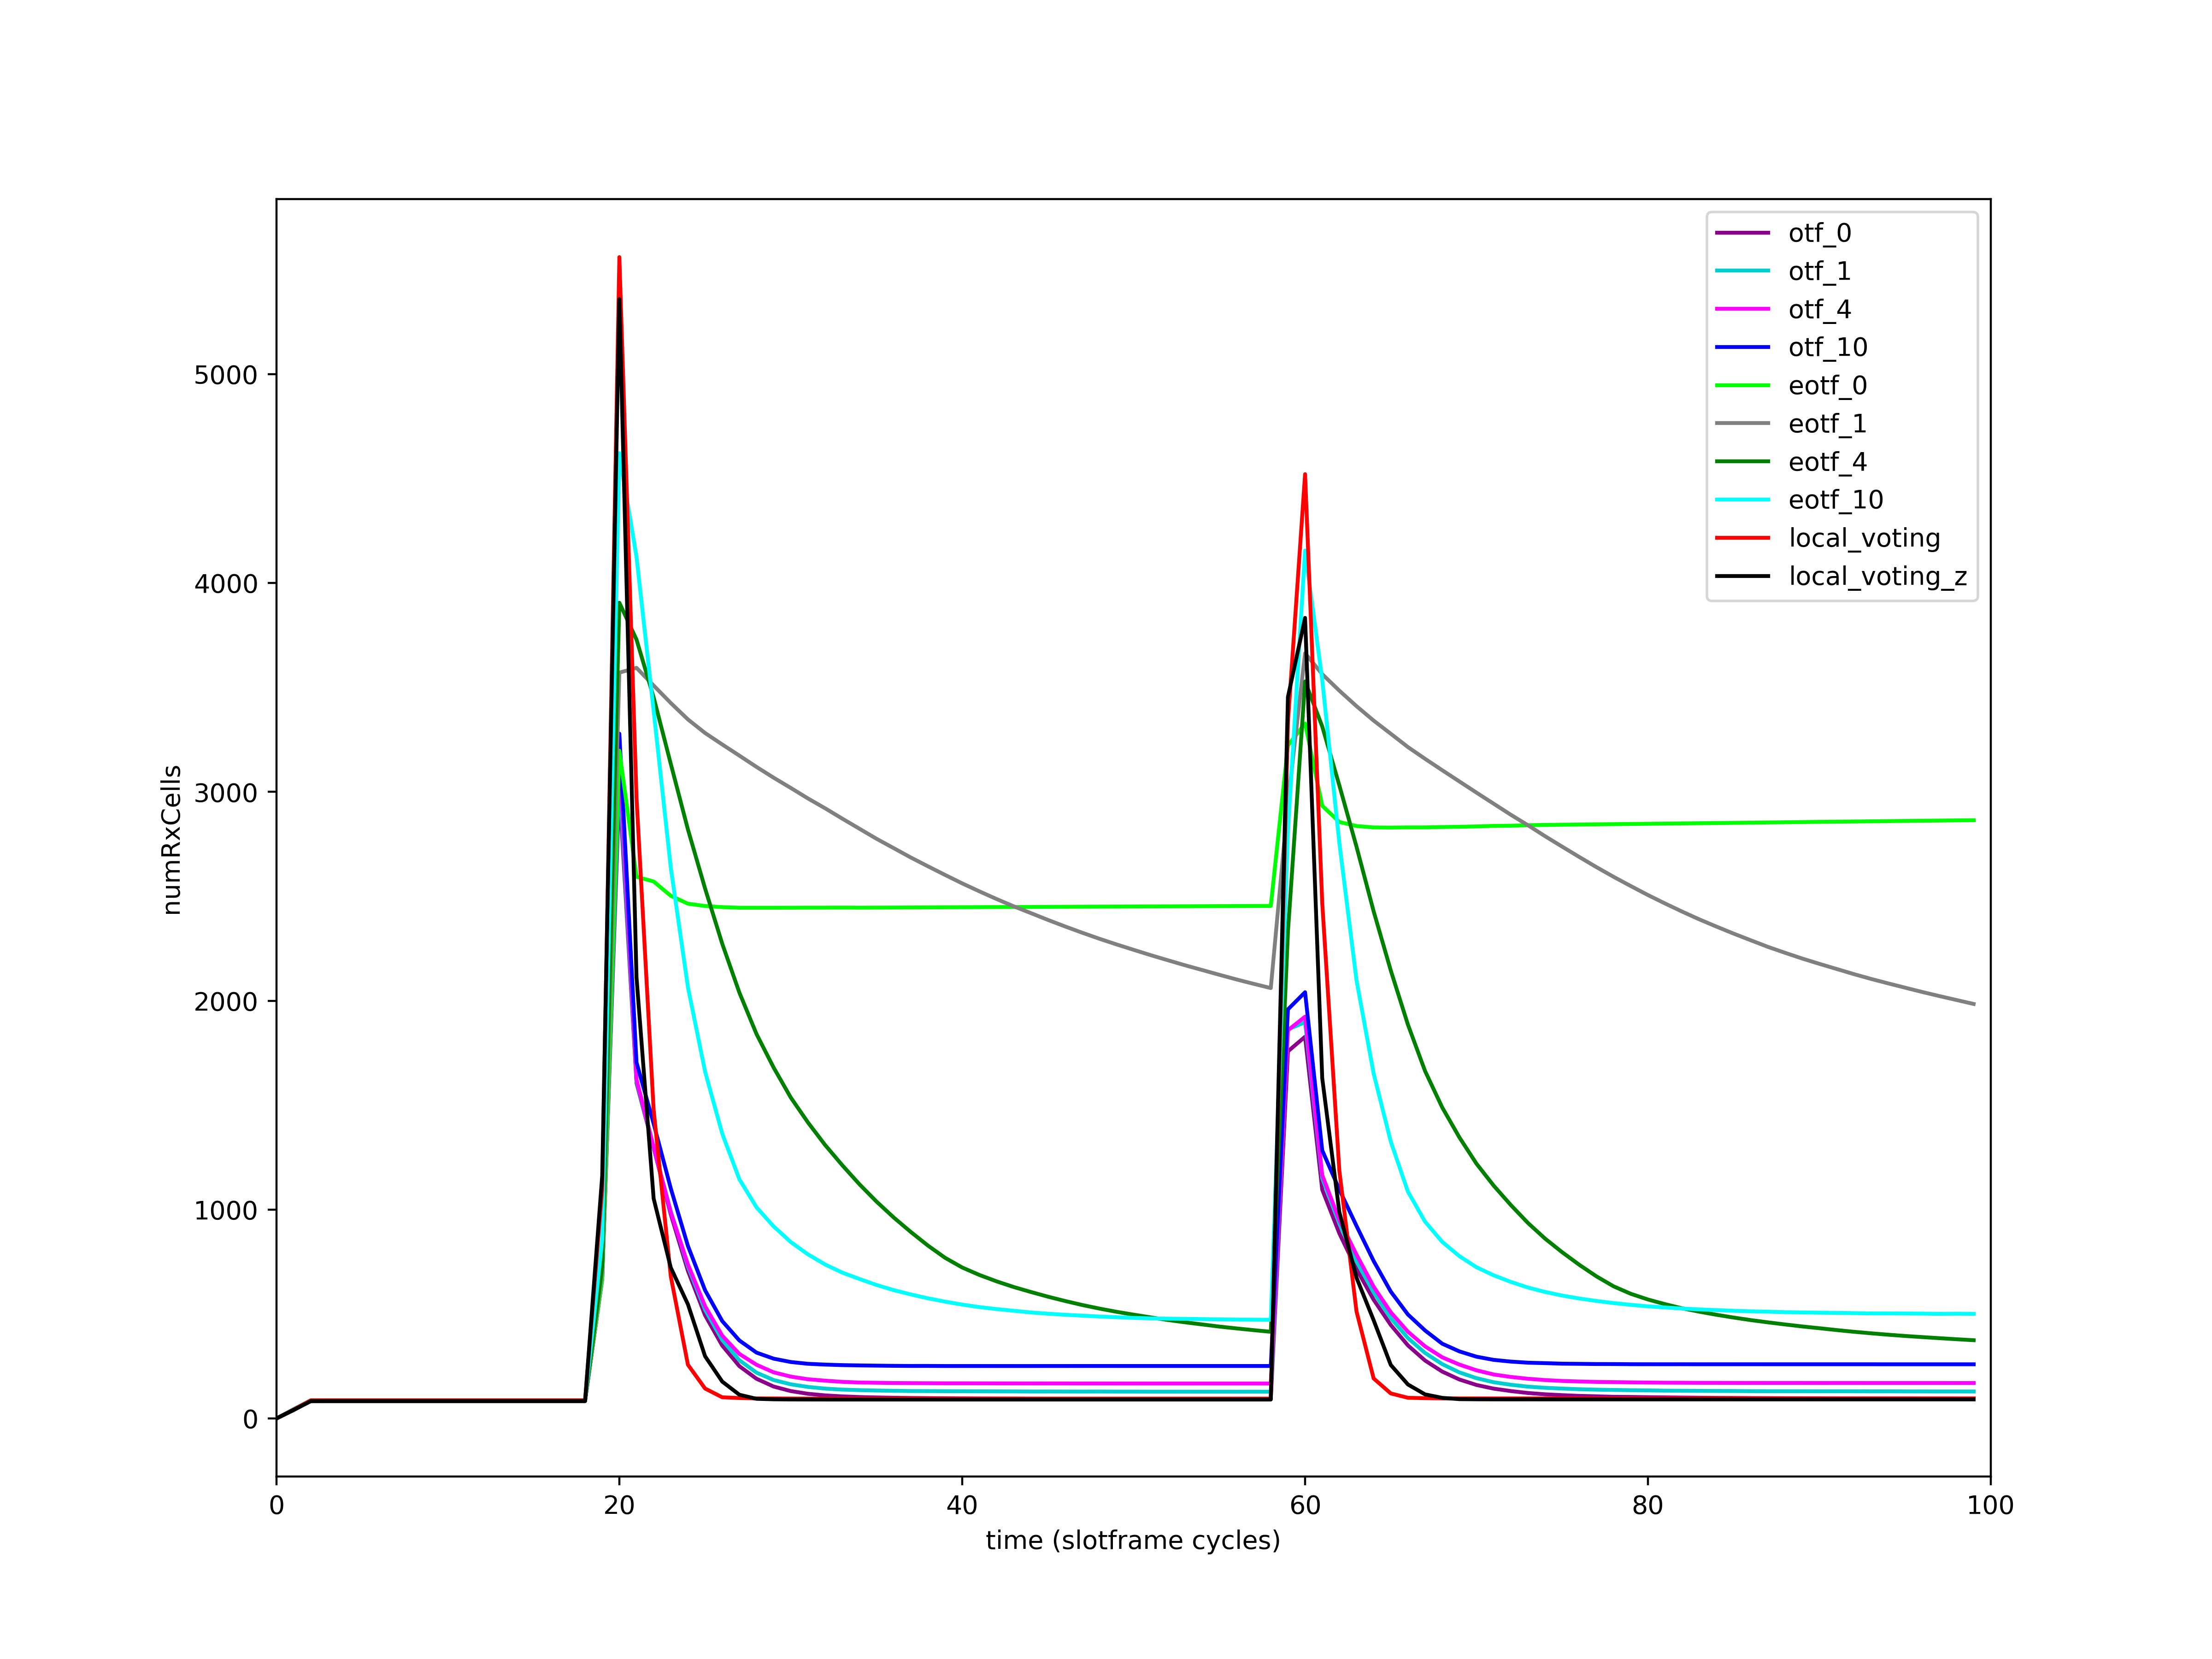 otf_0
otf_1
otf_4
otf_10
eotf_0
eotf_1
eotf_4
eotf_10
local_voting
local_voting_z
5000
4000
3000
2000
1000
0
numRxCells
0 20 40 60 80 100
time (slotframe cycles)